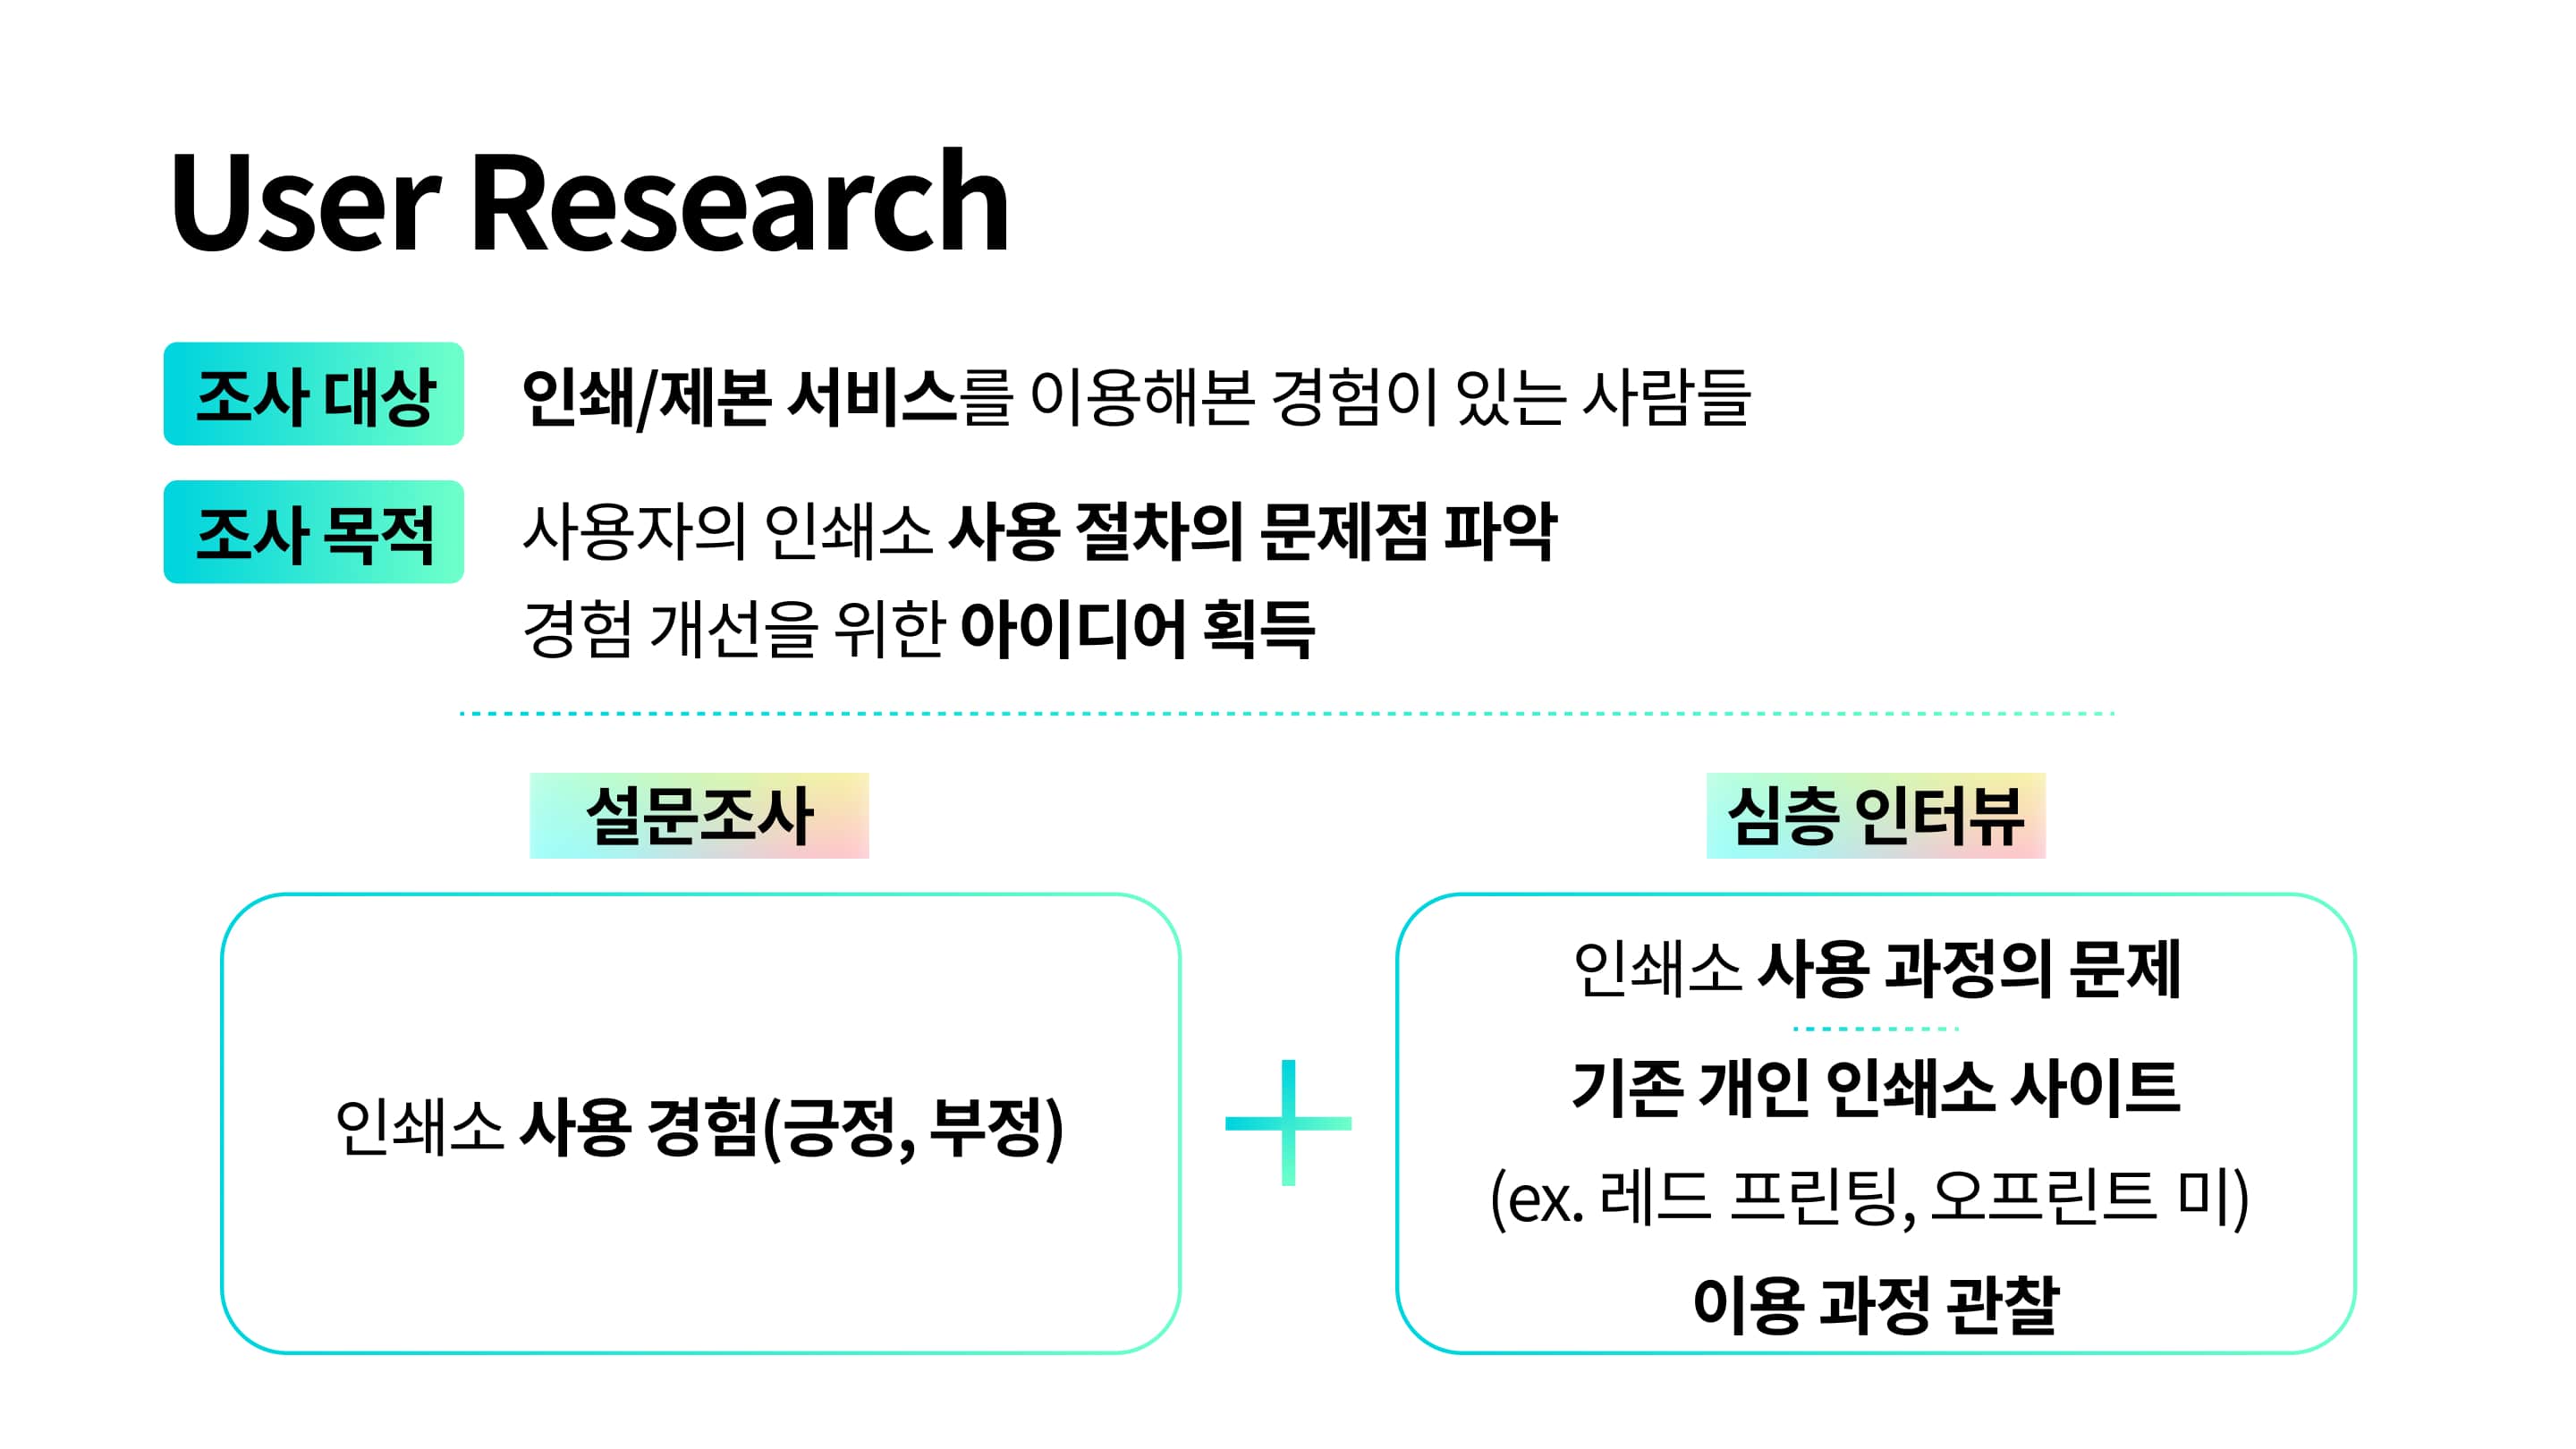 User Research
조사 대상 인쇄/제본 서비스를 이용해본 경험이 있는 사람들
조사 목적 사용자의 인쇄소 사용 절차의 문제점 파악
경험 개선을 위한 아이디어 획득
설문조사
인쇄소 사용 경험(긍정, 부정)
심층 인터뷰
인쇄소 사용 과정의 문제
기존 개인 인쇄소 사이트
(ex. 레드 프린팅, 오프린트 미)
이용 과정 관찰